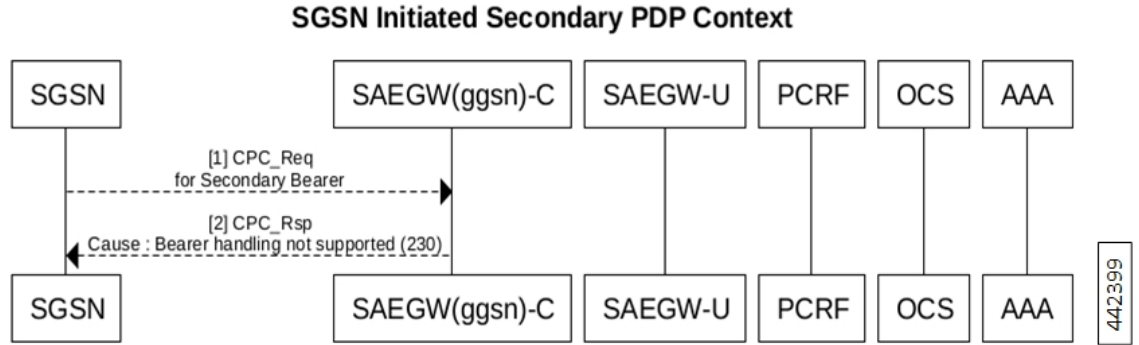 SGSN Initiated Secondary PDP Context
SGSN
SAEGW(ggsn)-C
SAEGW-U
PCRF
OCS
AAA
[1] CPC_Req
for Secondary Bearer
[2] CPC_Rsp
Cause : Bearer handling not supported (230)
SGSN
SAEGW(ggsn)-C
SAEGW-U
PCRF
OCS
AAA
442399